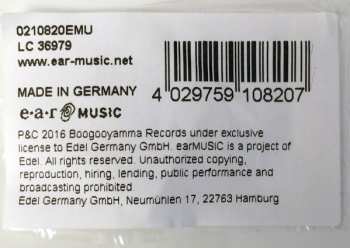 0210820EMU
LC 36979
www.ear-music.net
MADE IN GERMANY
4 029759 108207
e·a·r MUSIC
P&C 2016 Boogooyamma Records under exclusive
license to Edel Germany GmbH. earMUSIC is a project of
Edel. All rights reserved. Unauthorized copying,
reproduction, hiring, lending, public performance and
broadcasting prohibited
Edel Germany GmbH, Neumühlen 17, 22763 Hamburg